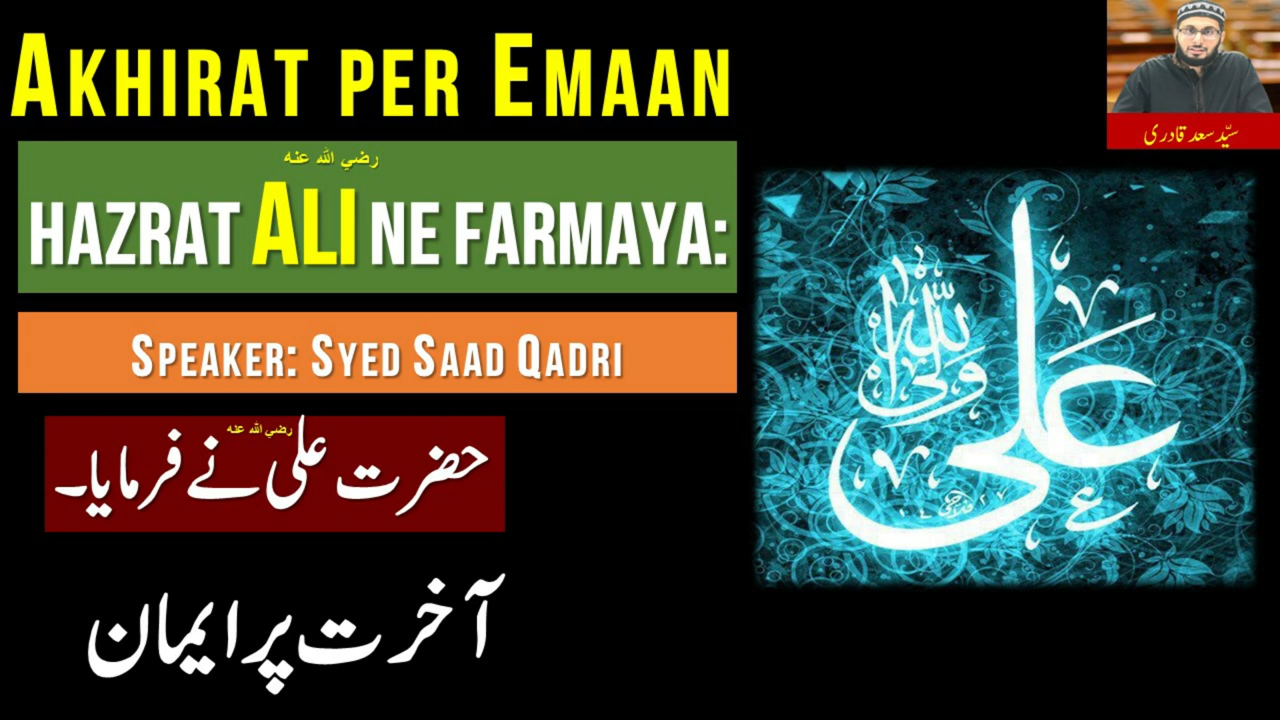 AKHIRAT PER EMAAN
رضي الله عنه
HAZRAT ALI NE FARMAYA:
SPEAKER: SYED SAAD QADRI
رضي الله عنه
حضرت علی نے فرمایا۔
آخرت پر ایمان
سیّد سعد قادری
علی ولی الله